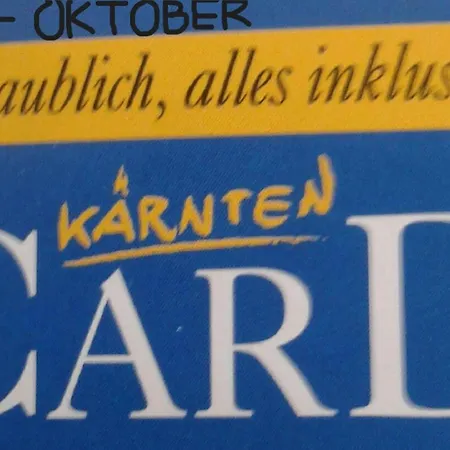 - OKTOBER
aublich, alles inklus
KÄRNTEN
CARD